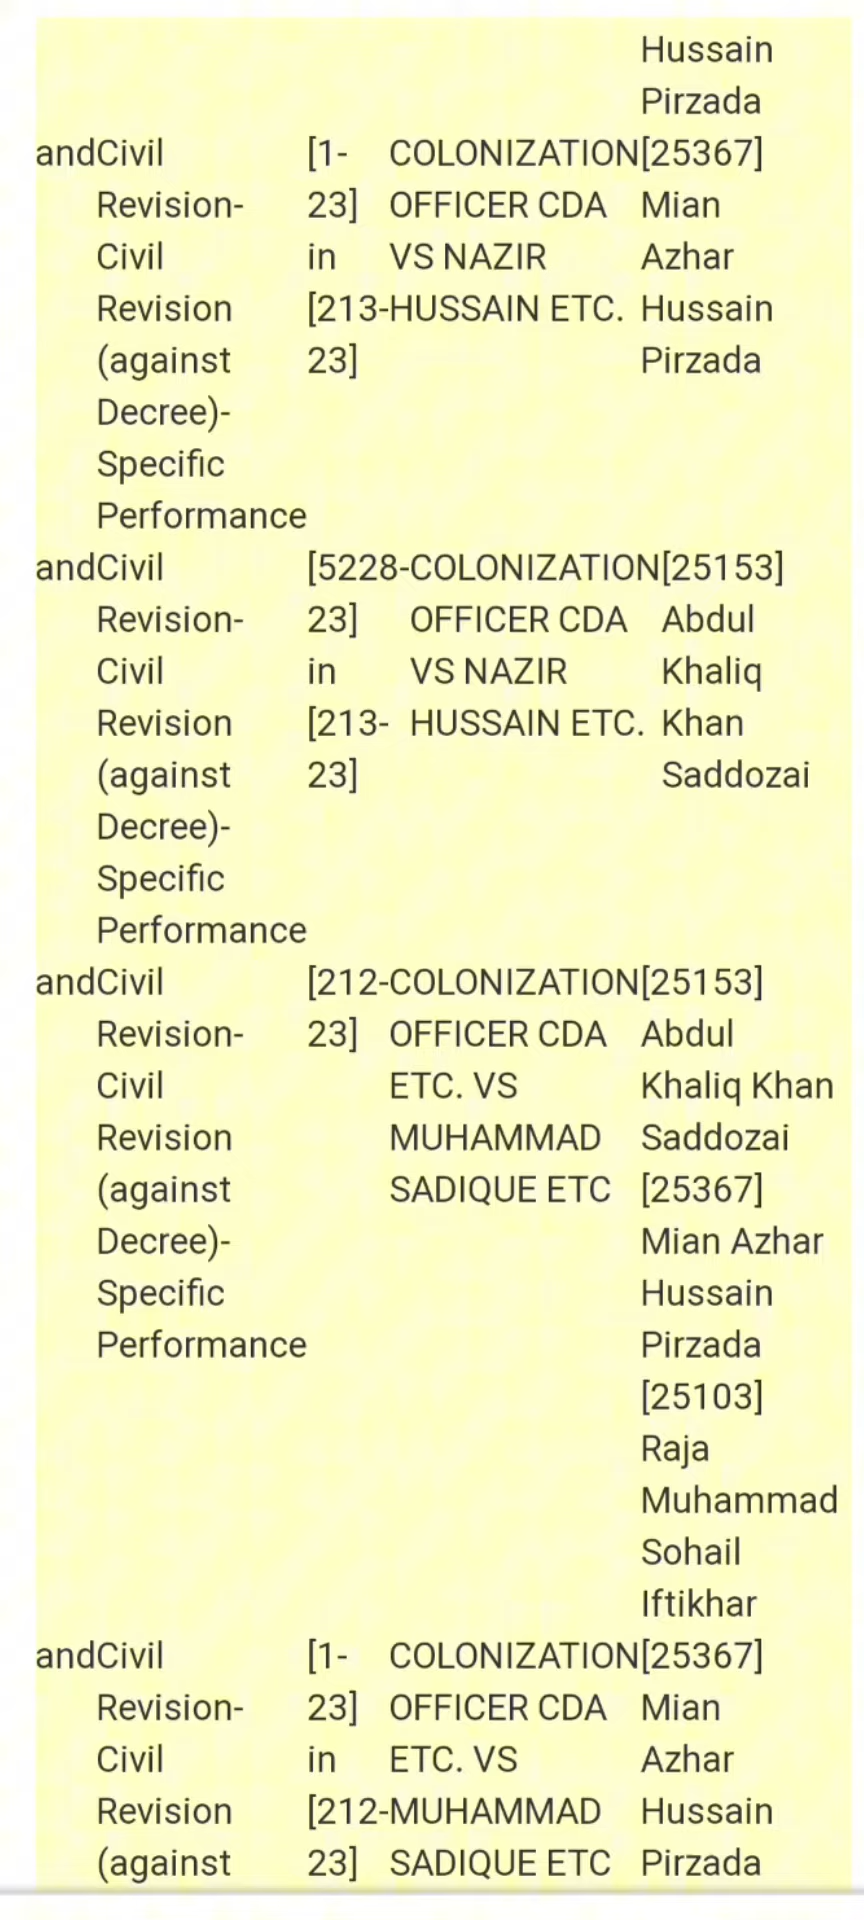 Hussain
Pirzada
andCivil [1- COLONIZATION[25367]
Revision- 23] OFFICER CDA Mian
Civil in VS NAZIR Azhar
Revision [213-HUSSAIN ETC. Hussain
(against 23] Pirzada
Decree)-
Specific
Performance
andCivil [5228-COLONIZATION[25153]
Revision- 23] OFFICER CDA Abdul
Civil in VS NAZIR Khaliq
Revision [213- HUSSAIN ETC. Khan
(against 23] Saddozai
Decree)-
Specific
Performance
andCivil [212-COLONIZATION[25153]
Revision- 23] OFFICER CDA Abdul
Civil ETC. VS Khaliq Khan
Revision MUHAMMAD Saddozai
(against SADIQUE ETC [25367]
Decree)- Mian Azhar
Specific Hussain
Performance Pirzada
[25103]
Raja
Muhammad
Sohail
Iftikhar
andCivil [1- COLONIZATION[25367]
Revision- 23] OFFICER CDA Mian
Civil in ETC. VS Azhar
Revision [212-MUHAMMAD Hussain
(against 23] SADIQUE ETC Pirzada